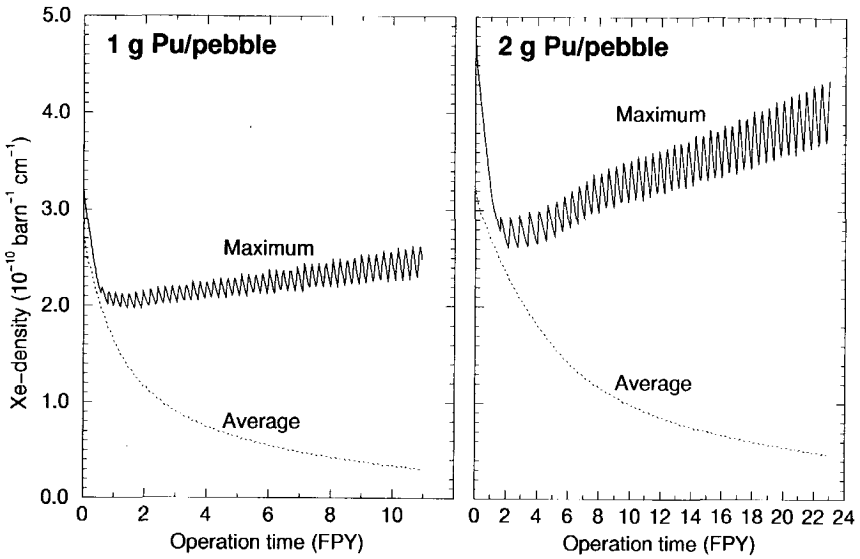 1 g Pu/pebble
2 g Pu/pebble
Xe-density (10⁻¹⁰ barn⁻¹ cm⁻¹)
5.0
4.0
3.0
2.0
1.0
0.0
Maximum
Average
Maximum
Average
0 2 4 6 8 10
Operation time (FPY)
0 2 4 6 8 10 12 14 16 18 20 22 24
Operation time (FPY)